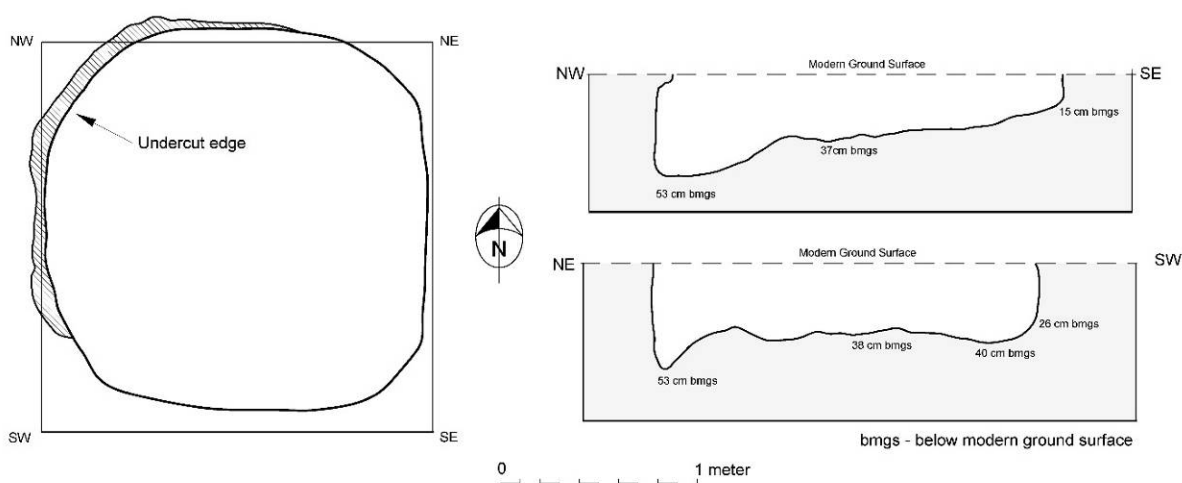 NW
NE
Undercut edge
SW
SE
N
NW
Modern Ground Surface
SE
15 cm bmgs
37cm bmgs
53 cm bmgs
NE
Modern Ground Surface
SW
26 cm bmgs
38 cm bmgs
40 cm bmgs
53 cm bmgs
bmgs - below modern ground surface
0
1 meter